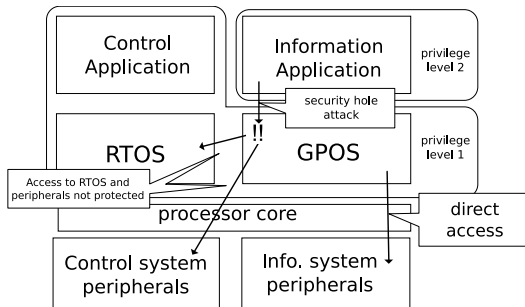 Control
Application
Information
Application
privilege
level 2
security hole
attack
!!
RTOS
GPOS
privilege
level 1
Access to RTOS and
peripherals not protected
processor core
direct
access
Control system
peripherals
Info. system
peripherals